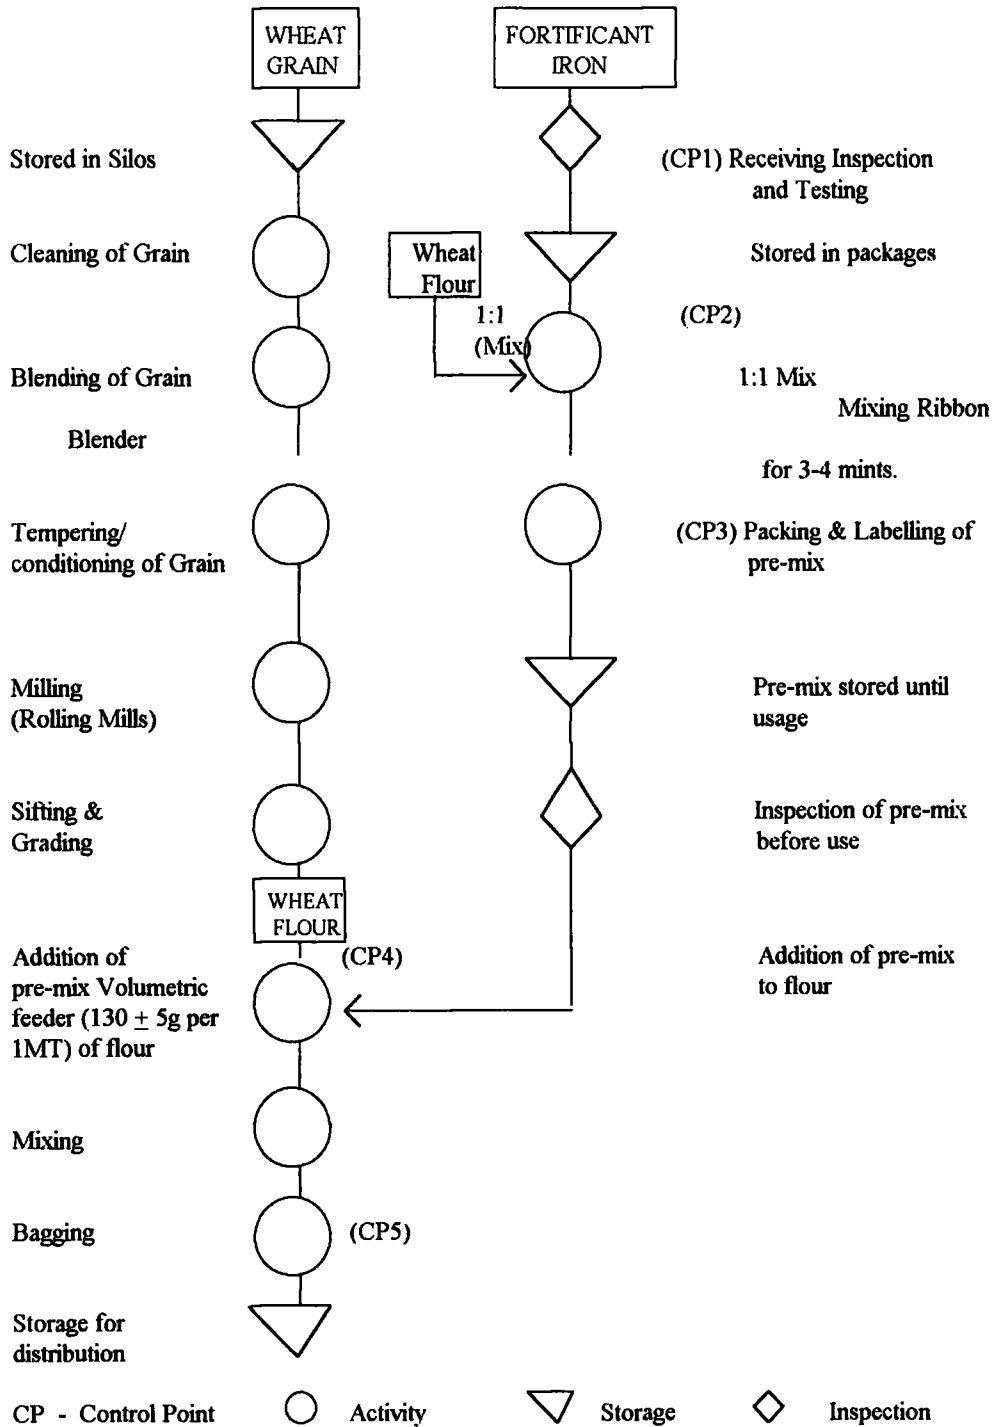 WHEAT
GRAIN
FORTIFICANT
IRON
Stored in Silos
(CP1) Receiving Inspection
and Testing
Cleaning of Grain
Wheat
Flour
Stored in packages
1:1
(Mix)
(CP2)
Blending of Grain
1:1 Mix
Mixing Ribbon
Blender
for 3-4 mints.
Tempering/
conditioning of Grain
(CP3) Packing & Labelling of
pre-mix
Milling
(Rolling Mills)
Pre-mix stored until
usage
Sifting &
Grading
Inspection of pre-mix
before use
WHEAT
FLOUR
(CP4)
Addition of
pre-mix Volumetric
feeder (130 ± 5g per
1MT) of flour
Addition of pre-mix
to flour
Mixing
Bagging
(CP5)
Storage for
distribution
CP - Control Point
Activity
Storage
Inspection